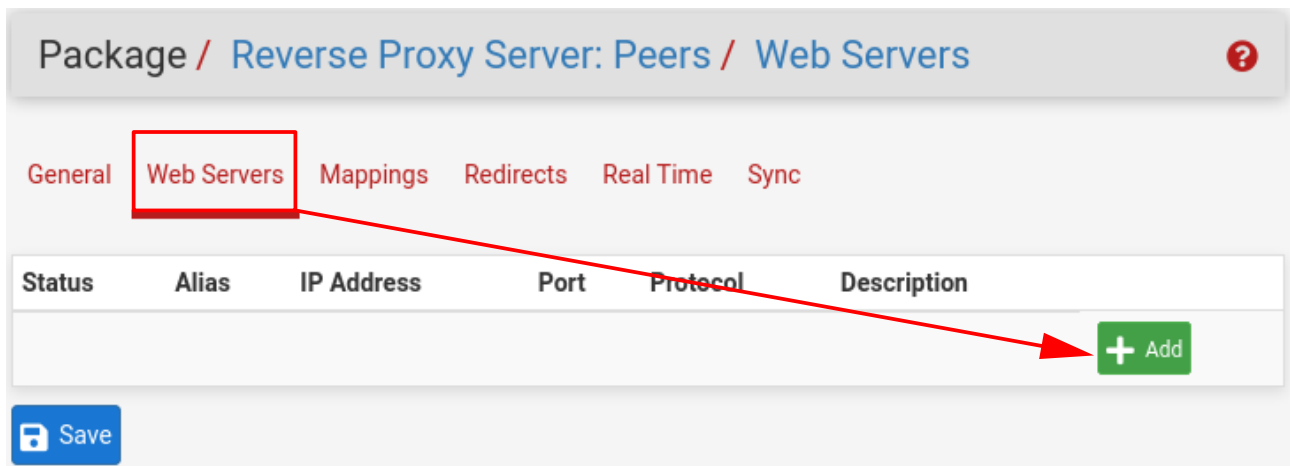 Package / Reverse Proxy Server: Peers / Web Servers
General Web Servers Mappings Redirects Real Time Sync
Status Alias IP Address Port Protocol Description
Add
Save